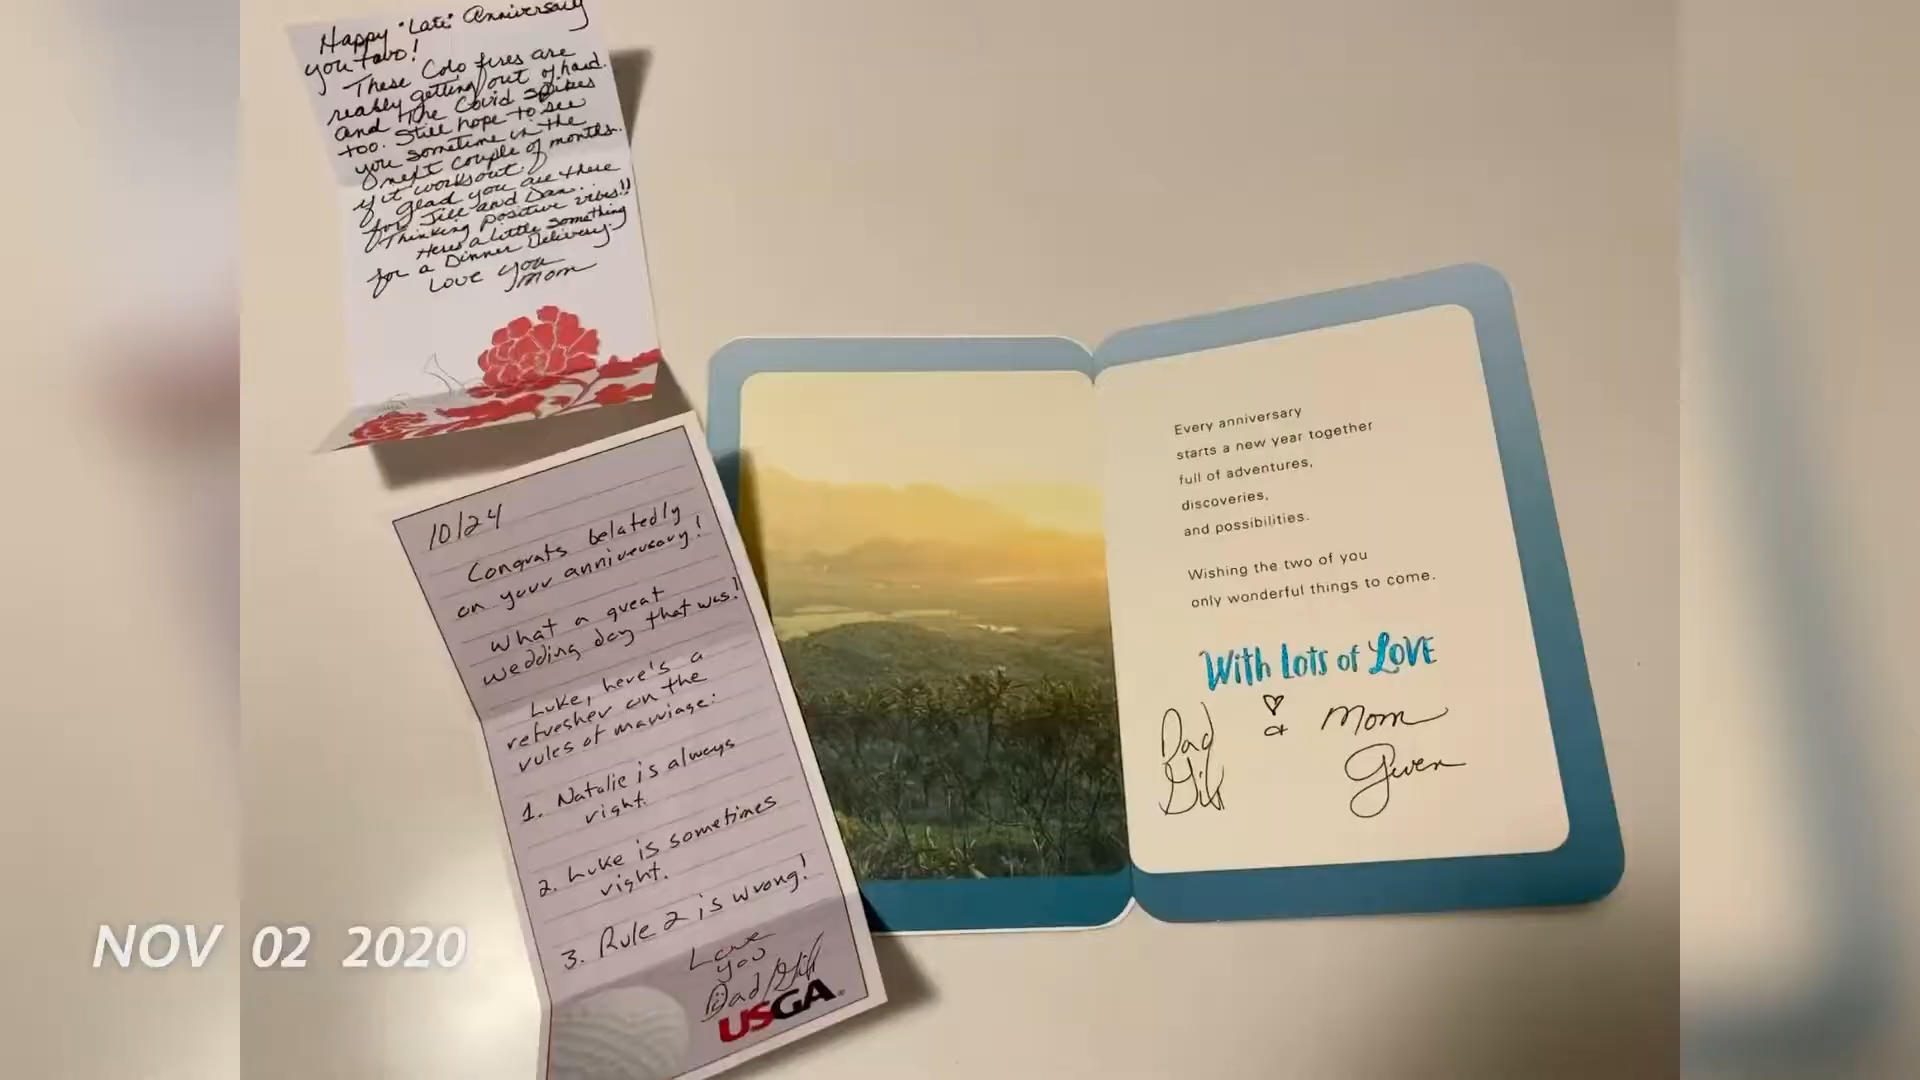 Happy "Late" Anniversary
you two!
These Colo fires are
really getting out of hand.
and The Covid spikes
too. Still hope to see
you sometime in the
next couple of months.
if it works out.
Glad you are there
for Jill and Dan.
Thinking positive vibes!!
Here's a little something
for a Dinner Delivery.
Love you
Mom
10/24
Congrats belatedly
on your anniversary!
What a great
wedding day that was!
Luke, here's a
refresher on the
rules of marriage:
1. Natalie is always
right.
2. Luke is sometimes
right.
3. Rule 2 is wrong!
Love
you
Dad/Gib
USGA
Every anniversary
starts a new year together
full of adventures,
discoveries,
and possibilities.
Wishing the two of you
only wonderful things to come.
With Lots of LOVE
Dad & Mom
Gib Gwen
NOV 02 2020